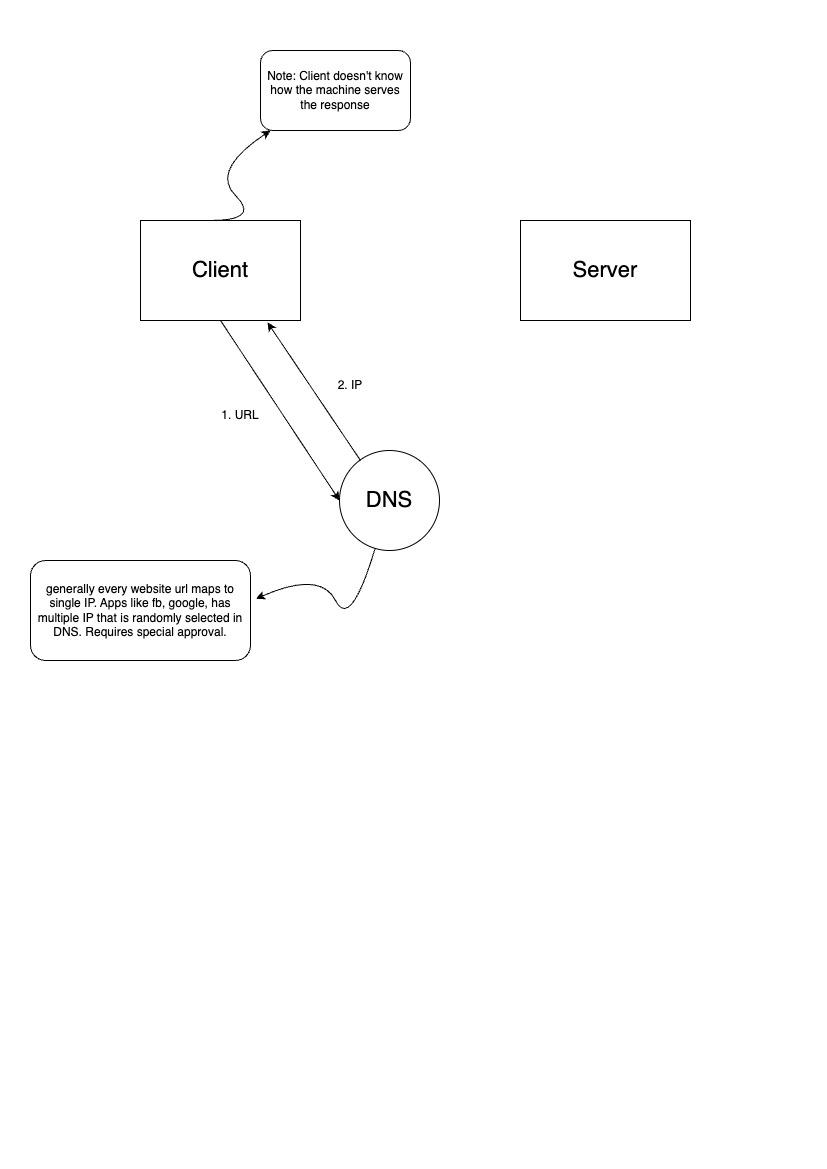 Note: Client doesn't know
how the machine serves
the response
Client
Server
2. IP
1. URL
DNS
generally every website url maps to
single IP. Apps like fb, google, has
multiple IP that is randomly selected in
DNS. Requires special approval.